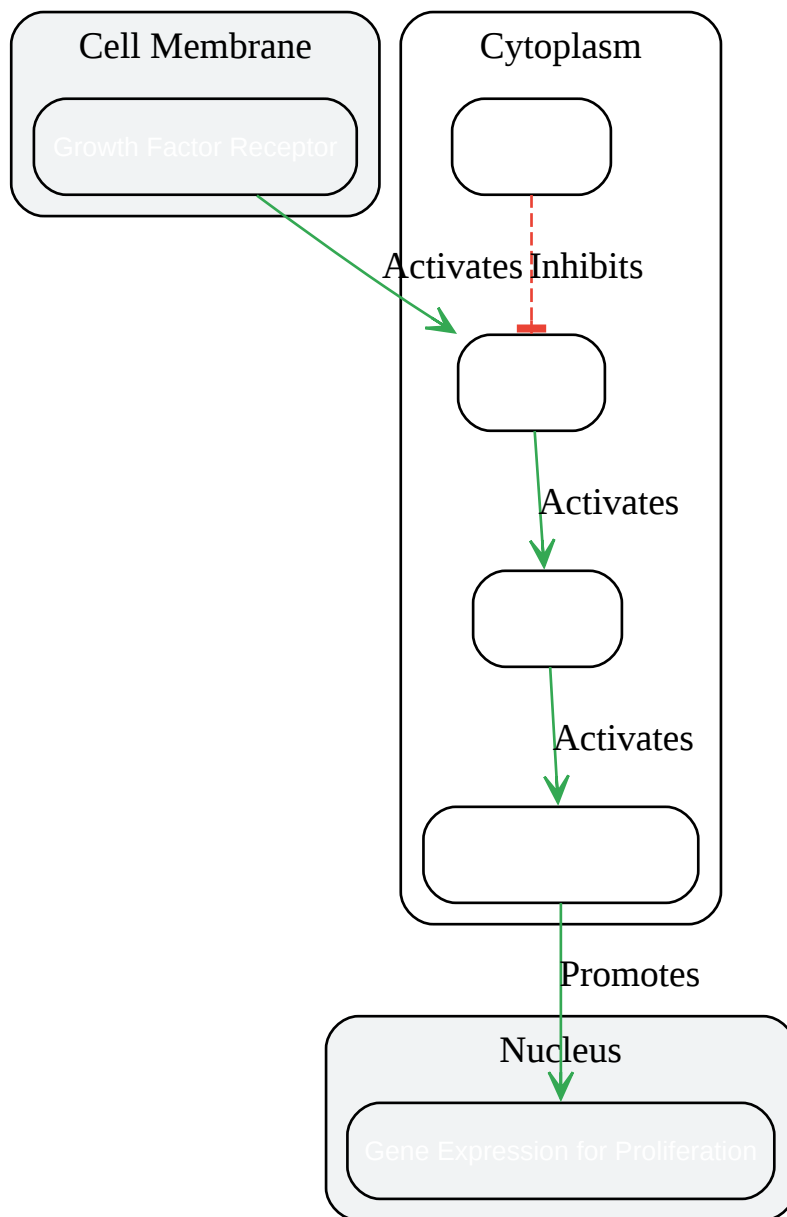 Cell Membrane
Cytoplasm
Growth Factor Receptor
Activates
Inhibits
Activates
Activates
Promotes
Nucleus
Gene Expression for Proliferation